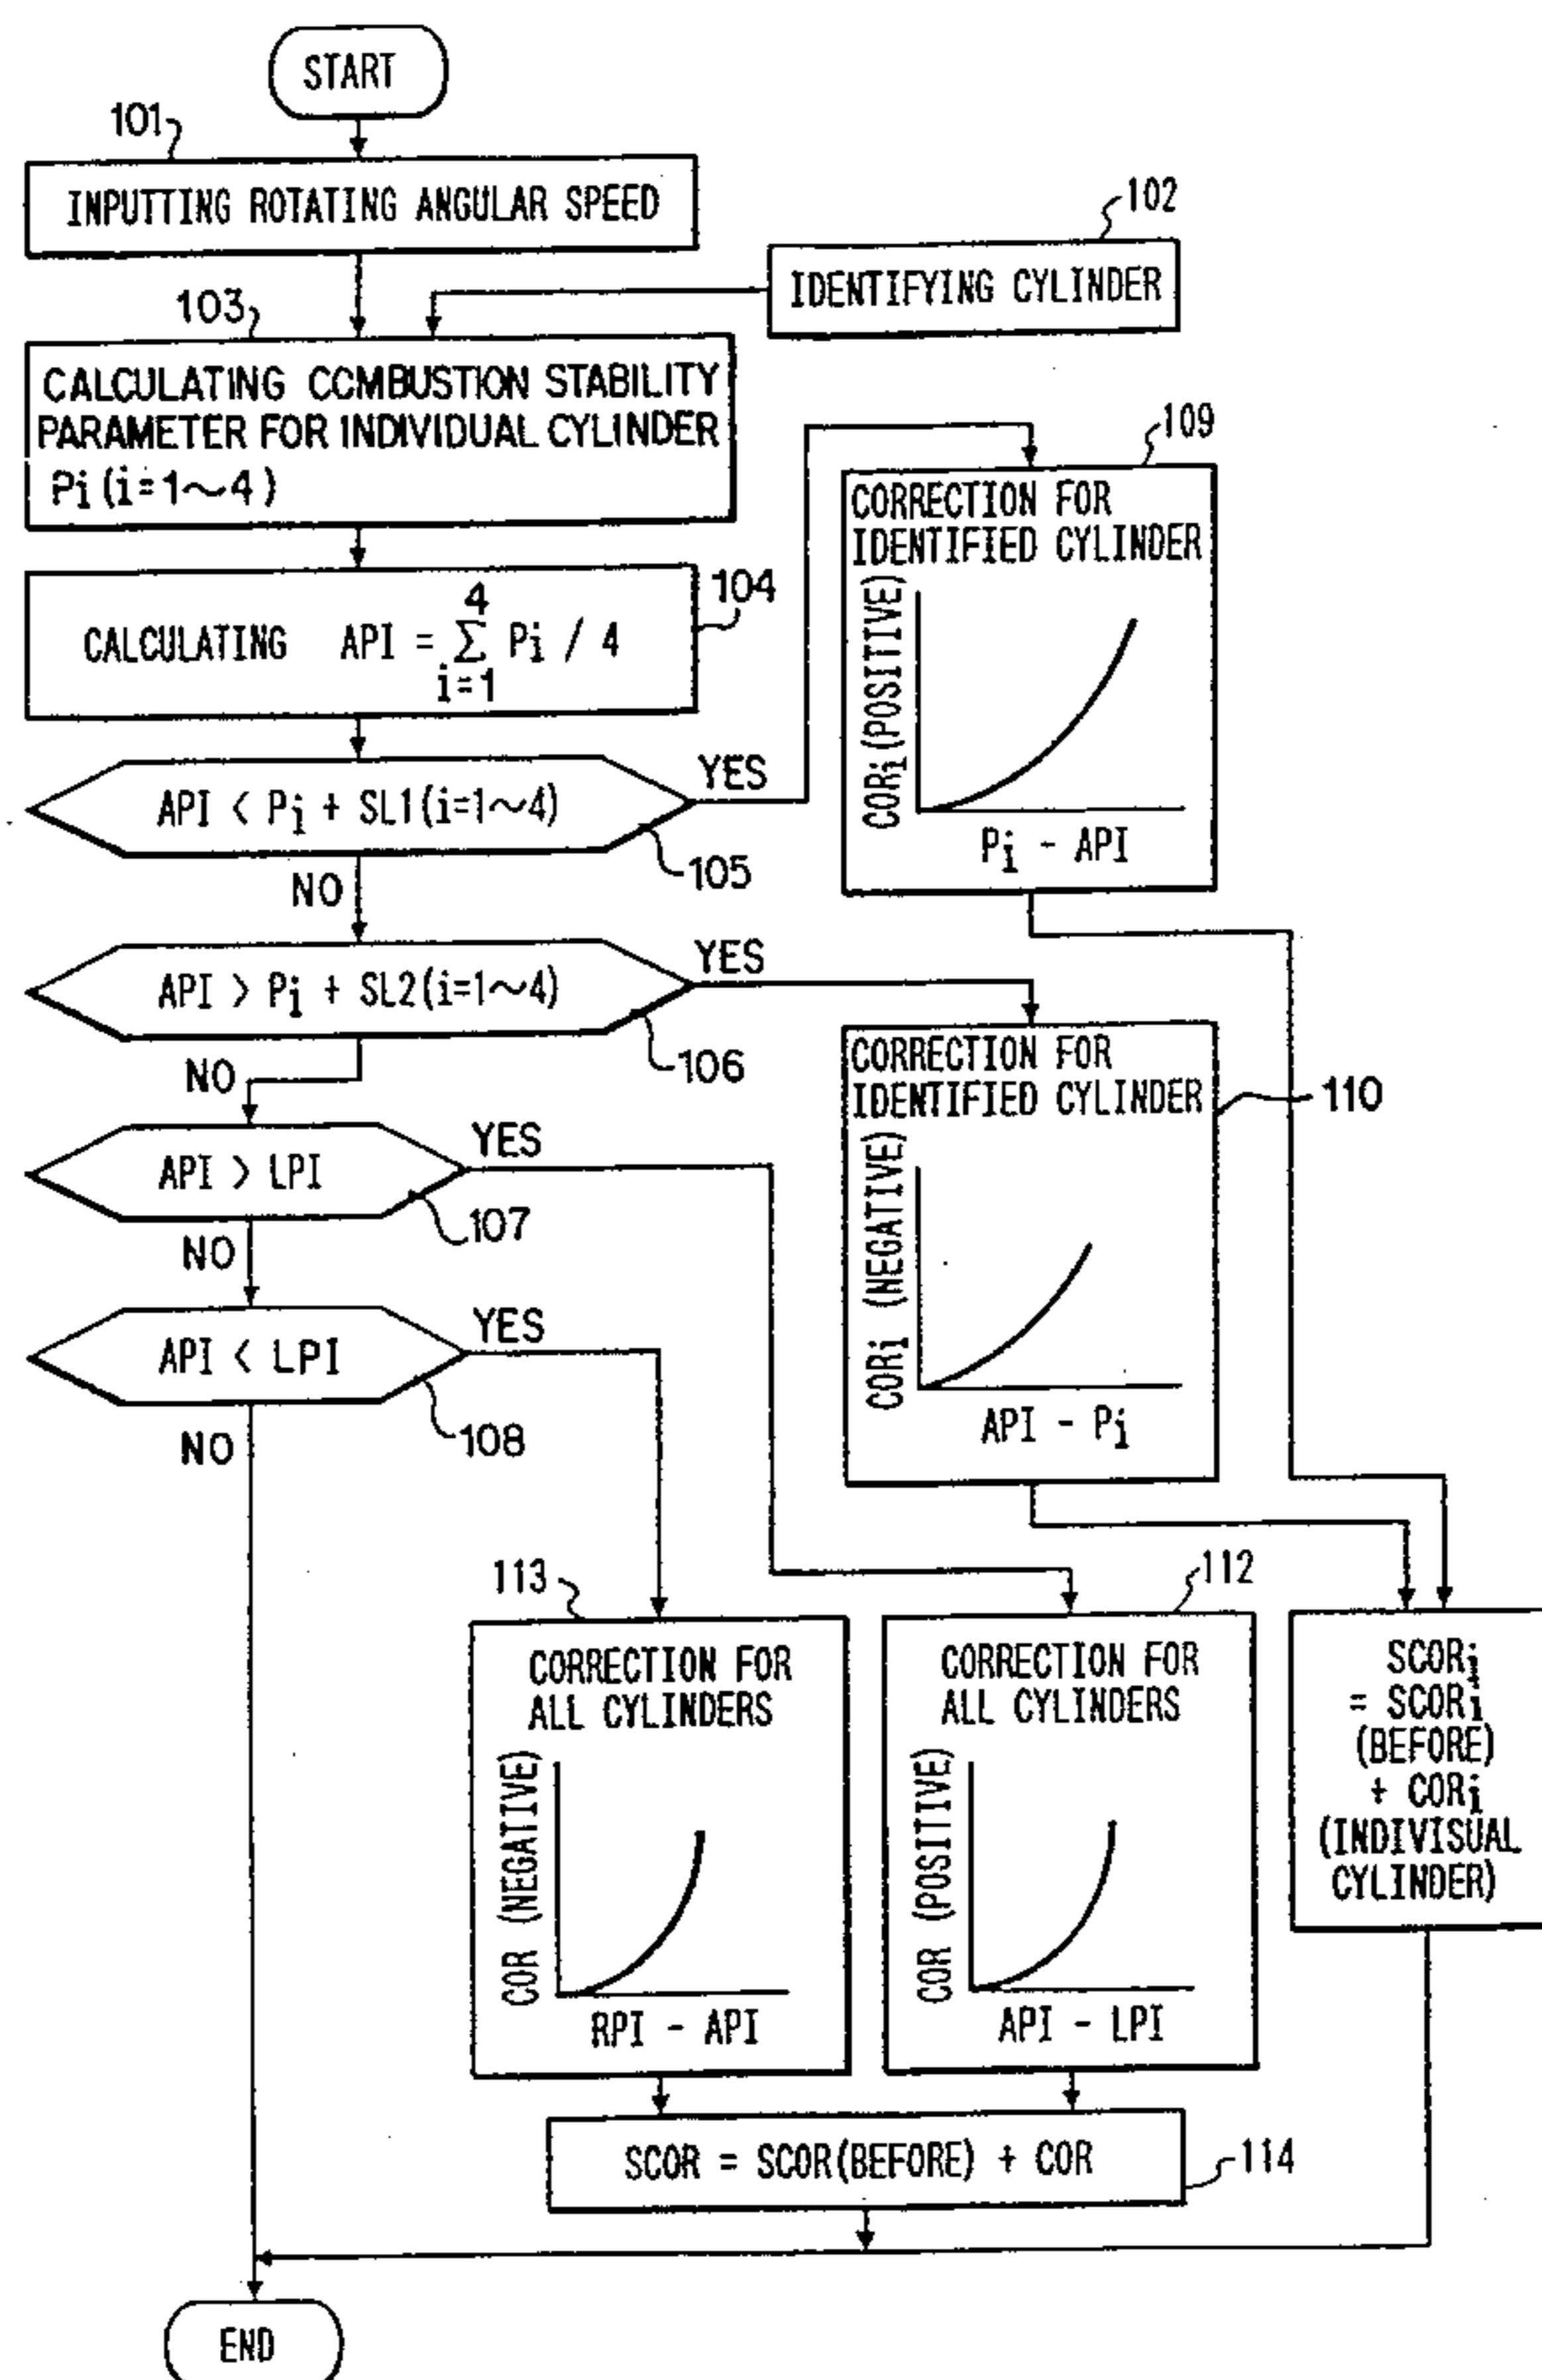 START
101
INPUTTING ROTATING ANGULAR SPEED
102
IDENTIFYING CYLINDER
103
CALCULATING CCMBUSTION STABILITY
PARAMETER FOR INDIVIDUAL CYLINDER
Pi (i=1~4)
104
CALCULATING API = 4 Σ i=1 Pi / 4
API < Pi + SL1(i=1~4)
YES
105
NO
109
CORRECTION FOR
IDENTIFIED CYLINDER
CORi (POSITIVE)
Pi - API
API > Pi + SL2(i=1~4)
YES
106
NO
110
CORRECTION FOR
IDENTIFIED CYLINDER
CORi (NEGATIVE)
API - Pi
API > LPI
YES
107
NO
API < LPI
YES
108
NO
113
CORRECTION FOR
ALL CYLINDERS
COR (NEGATIVE)
RPI - API
112
CORRECTION FOR
ALL CYLINDERS
COR (POSITIVE)
API - LPI
SCORi
= SCORi
(BEFORE)
+ CORi
(INDIVISUAL
CYLINDER)
SCOR = SCOR(BEFORE) + COR
114
END